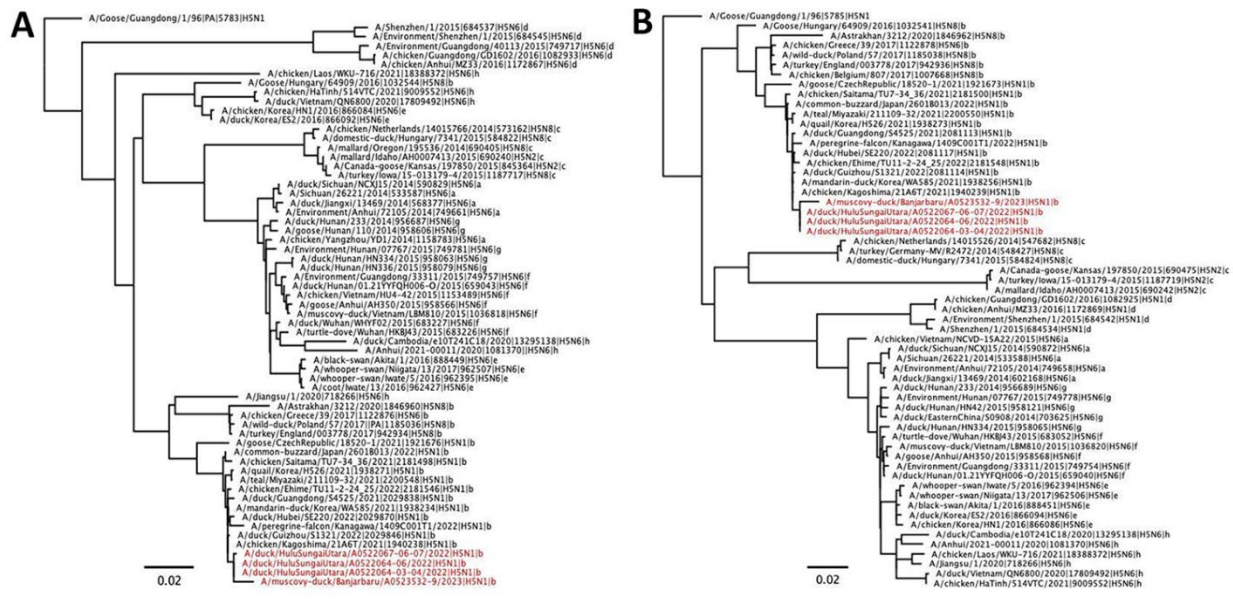 A
A/Goose/Guangdong/1/96|PA|5783|H5N1
A/Shenzhen/1/2015|684537|H5N6|d
A/Environment/Shenzhen/1/2015|684545|H5N6|d
A/Environment/Guangdong/40113/2015|749717|H5N6|d
A/chicken/Guangdong/GD1602/2016|1082933|H5N6|d
A/chicken/Anhui/MZ33/2016|1172867|H5N6|d
A/chicken/Laos/WKU-716/2021|18388372|H5N6|h
A/Goose/Hungary/64909/2016|1032544|H5N8|b
A/chicken/HaTinh/514VTC/2021|9009552|H5N6|h
A/duck/Vietnam/QN6800/2020|17809492|H5N6|h
A/chicken/Korea/HN1/2016|866084|H5N6|e
A/duck/Korea/ES2/2016|866092|H5N6|e
A/chicken/Netherlands/14015766/2014|573162|H5N8|c
A/domestic-duck/Hungary/7341/2015|584822|H5N8|c
A/mallard/Oregon/195536/2014|690405|H5N8|c
A/mallard/Idaho/AH0007413/2015|690240|H5N2|c
A/Canada-goose/Kansas/197850/2015|845364|H5N2|c
A/turkey/Iowa/15-013179-4/2015|1187717|H5N8|c
A/duck/Sichuan/NCXJ15/2014|590829|H5N6|a
A/Sichuan/26221/2014|533587|H5N6|a
A/duck/Jiangxi/13469/2014|568377|H5N6|a
A/Environment/Anhui/72105/2014|749661|H5N6|a
A/duck/Hunan/233/2014|956687|H5N6|g
A/goose/Hunan/110/2014|958606|H5N6|g
A/chicken/Yangzhou/YD1/2014|1158783|H5N6|a
A/Environment/Hunan/07767/2015|749781|H5N6|g
A/duck/Hunan/HN334/2015|958063|H5N6|g
A/duck/Hunan/HN336/2015|958079|H5N6|g
A/Environment/Guangdong/33311/2015|749757|H5N6|f
A/duck/Hunan/01.21YYFQH006-O/2015|659043|H5N6|f
A/chicken/Vietnam/HU4-42/2015|1153489|H5N6|f
A/goose/Anhui/AH350/2015|958566|H5N6|f
A/muscovy-duck/Vietnam/LBM810/2015|1036818|H5N6|f
A/duck/Wuhan/WHYF02/2015|683227|H5N6|f
A/turtle-dove/Wuhan/HKBJ43/2015|683226|H5N6|f
A/duck/Cambodia/e10T241C18/2020|13295138|H5N6|h
A/Anhui/2021-00011/2020|1081370||H5N6|h
A/black-swan/Akita/1/2016|888449|H5N6|e
A/whooper-swan/Niigata/13/2017|962507|H5N6|e
A/whooper-swan/Iwate/5/2016|962395|H5N6|e
A/coot/Iwate/13/2016|962427|H5N6|e
A/Jiangsu/1/2020|718266|H5N6|h
A/Astrakhan/3212/2020|1846960|H5N8|b
A/chicken/Greece/39/2017|1122876|H5N6|b
A/wild-duck/Poland/57/2017||PA|1185036|H5N8|b
A/turkey/England/003778/2017|942934|H5N8|b
A/goose/CzechRepublic/18520-1/2021|1921676|H5N1|b
A/common-buzzard/Japan/2601B013/2022|H5N1|b
A/chicken/Saitama/TU7-34_36/2021|2181498|H5N1|b
A/quail/Korea/H526/2021|1938271|H5N1|b
A/teal/Miyazaki/211109-32/2021|2200548|H5N1|b
A/chicken/Ehime/TU11-2-24_25/2022|2181546|H5N1|b
A/duck/Guangdong/S4525/2021|2029838|H5N1|b
A/mandarin-duck/Korea/WA585/2021|1938234|H5N1|b
A/duck/Hubei/SE220/2022|2029870|H5N1|b
A/peregrine-falcon/Kanagawa/1409C001T1/2022|H5N1|b
A/duck/Guizhou/S1321/2022|2029846|H5N1|b
A/chicken/Kagoshima/21A6T/2021|1940238|H5N1|b
A/duck/HuluSungaiUtara/A0522067-06-07/2022|H5N1|b
A/duck/HuluSungaiUtara/A0522064-06/2022|H5N1|b
A/duck/HuluSungaiUtara/A0522064-03-04/2022|H5N1|b
A/muscovy-duck/Banjarbaru/A0523532-9/2023|H5N1|b
0.02
B
A/Goose/Guangdong/1/96|5785|H5N1
A/Goose/Hungary/64909/2016|1032541|H5N8|b
A/Astrakhan/3212/2020|1846962|H5N8|b
A/chicken/Greece/39/2017|1122878|H5N6|b
A/wild-duck/Poland/57/2017|1185038|H5N8|b
A/turkey/England/003778/2017|942936|H5N8|b
A/chicken/Belgium/807/2017|1007668|H5N8|b
A/goose/CzechRepublic/18520-1/2021|1921673|H5N1|b
A/chicken/Saitama/TU7-34_36/2021|2181500|H5N1|b
A/common-buzzard/Japan/2601B013/2022|H5N1|b
A/teal/Miyazaki/211109-32/2021|2200550|H5N1|b
A/quail/Korea/H526/2021|1938273|H5N1|b
A/duck/Guangdong/S4525/2021|2081113|H5N1|b
A/peregrine-falcon/Kanagawa/1409C001T1/2022|H5N1|b
A/duck/Hubei/SE220/2022|2081117|H5N1|b
A/chicken/Ehime/TU11-2-24_25/2022|2181548|H5N1|b
A/duck/Guizhou/S1321/2022|2081114|H5N1|b
A/mandarin-duck/Korea/WA585/2021|1938256|H5N1|b
A/chicken/Kagoshima/21A6T/2021|1940239|H5N1|b
A/muscovy-duck/Banjarbaru/A0523532-9/2023|H5N1|b
A/duck/HuluSungaiUtara/A0522067-06-07/2022|H5N1|b
A/duck/HuluSungaiUtara/A0522064-06/2022|H5N1|b
A/duck/HuluSungaiUtara/A0522064-03-04/2022|H5N1|b
A/chicken/Netherlands/14015526/2014|547682|H5N8|c
A/turkey/Germany-MV/R2472/2014|548427|H5N8|c
A/domestic-duck/Hungary/7341/2015|584824|H5N8|c
A/Canada-goose/Kansas/197850/2015|690475|H5N2|c
A/turkey/Iowa/15-013179-4/2015|1187719|H5N2|c
A/mallard/Idaho/AH0007413/2015|690242|H5N2|c
A/chicken/Guangdong/GD1602/2016|1082925|H5N1|d
A/chicken/Anhui/MZ33/2016|1172869|H5N1|d
A/Environment/Shenzhen/1/2015|684542|H5N1|d
A/Shenzhen/1/2015|684534|H5N1|d
A/chicken/Vietnam/NCVD-15A22/2015|H5N6|a
A/duck/Sichuan/NCXJ15/2014|590872|H5N6|a
A/Sichuan/26221/2014|533588|H5N6|a
A/Environment/Anhui/72105/2014|749658|H5N6|a
A/duck/Jiangxi/13469/2014|602168|H5N6|a
A/duck/Hunan/233/2014|956689|H5N6|g
A/Environment/Hunan/07767/2015|749778|H5N6|g
A/duck/Hunan/HN42/2015|958121|H5N6|g
A/duck/EasternChina/S0908/2014|703625|H5N6|g
A/duck/Hunan/HN334/2015|958065|H5N6|g
A/turtle-dove/Wuhan/HKBJ43/2015|683052|H5N6|f
A/muscovy-duck/Vietnam/LBM810/2015|1036820|H5N6|f
A/goose/Anhui/AH350/2015|958568|H5N6|f
A/Environment/Guangdong/33311/2015|749754|H5N6|f
A/duck/Hunan/01.21YYFQH006-O/2015|659040|H5N6|f
A/whooper-swan/Iwate/5/2016|962394|H5N6|e
A/whooper-swan/Niigata/13/2017|962506|H5N6|e
A/black-swan/Akita/1/2016|888451|H5N6|e
A/duck/Korea/ES2/2016|866094|H5N6|e
A/chicken/Korea/HN1/2016|866086|H5N6|e
A/duck/Cambodia/e10T241C18/2020|13295138|H5N6|h
A/Anhui/2021-00011/2020|1081370|H5N6|h
A/chicken/Laos/WKU-716/2021|18388372|H5N6|h
A/Jiangsu/1/2020|718266|H5N6|h
A/duck/Vietnam/QN6800/2020|17809492|H5N6|h
A/chicken/HaTinh/514VTC/2021|9009552|H5N6|h
0.02